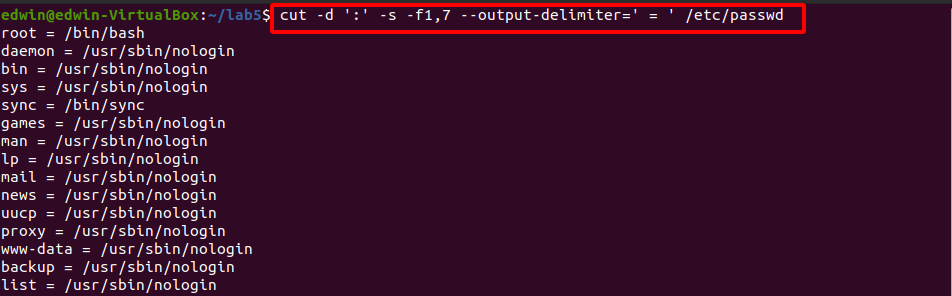 edwin@edwin-VirtualBox:~/lab5$ cut -d ':' -s -f1,7 --output-delimiter=' = ' /etc/passwd
root = /bin/bash
daemon = /usr/sbin/nologin
bin = /usr/sbin/nologin
sys = /usr/sbin/nologin
sync = /bin/sync
games = /usr/sbin/nologin
man = /usr/sbin/nologin
lp = /usr/sbin/nologin
mail = /usr/sbin/nologin
news = /usr/sbin/nologin
uucp = /usr/sbin/nologin
proxy = /usr/sbin/nologin
www-data = /usr/sbin/nologin
backup = /usr/sbin/nologin
list = /usr/sbin/nologin